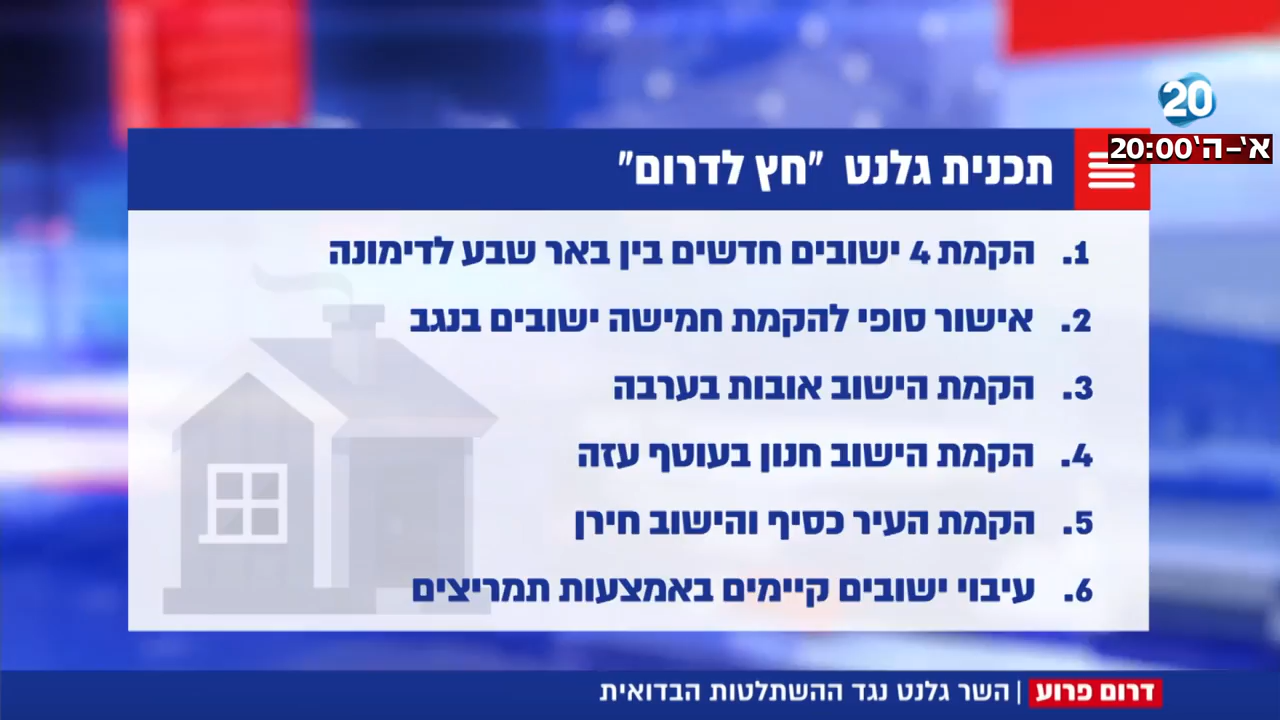 20
א'-ה' 20:00
תכנית גלנט "חץ לדרום"
1. הקמת 4 ישובים חדשים בין באר שבע לדימונה
2. אישור סופי להקמת חמישה ישובים בנגב
3. הקמת הישוב אובות בערבה
4. הקמת הישוב חנון בעוטף עזה
5. הקמת העיר כסיף והישוב חירן
6. עיבוי ישובים קיימים באמצעות תמריצים
דרום פרוע | השר גלנט נגד ההשתלטות הבדואית